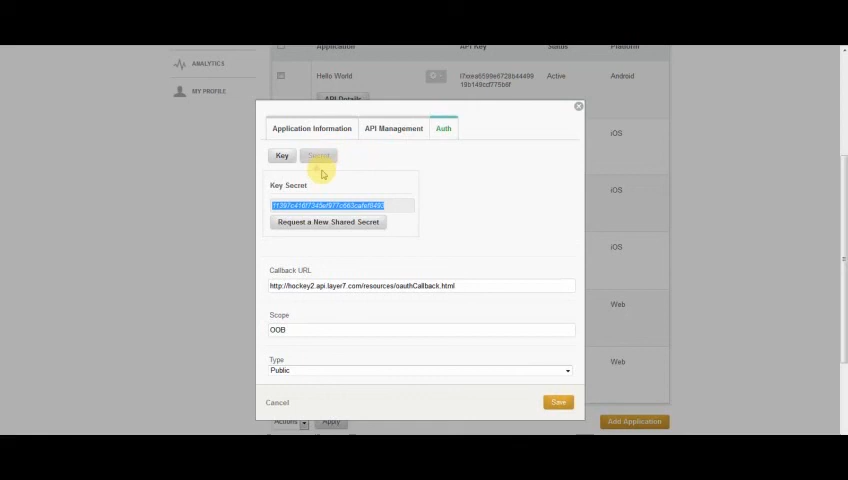 Application
API Key
Status
Platform
ANALYTICS
Hello World
Active
Android
MY PROFILE
API Details
Application Information
API Management
Auth
iOS
Key
Secret
Key Secret
iOS
Request a New Shared Secret
iOS
Callback URL
http://hockey2.api.layer7.com/resources/oauthCallback.html
Web
Scope
OOB
Type
Web
Public
Cancel
Save
Actions
Apply
Add Application